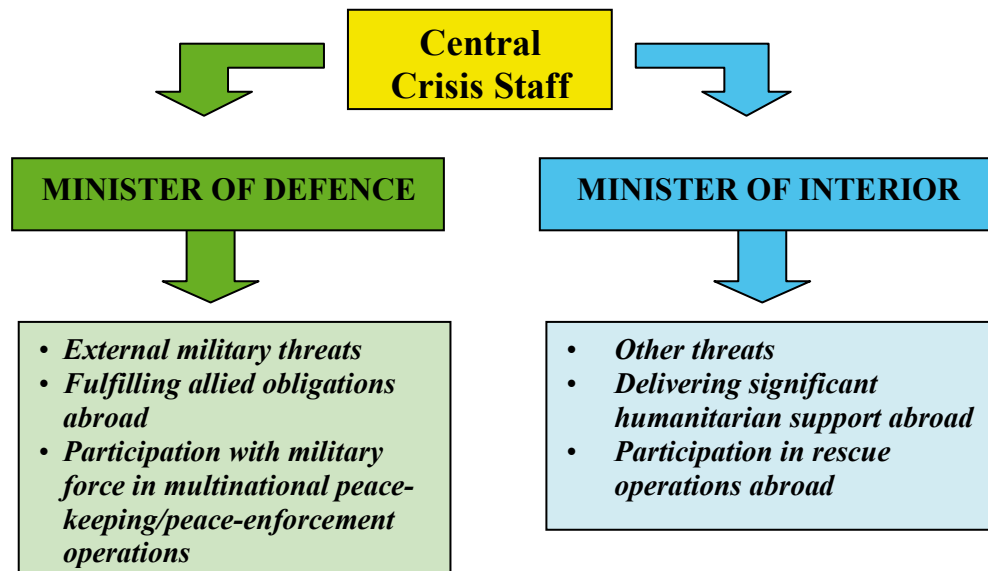 Central
Crisis Staff
MINISTER OF DEFENCE
MINISTER OF INTERIOR
• External military threats
• Fulfilling allied obligations
abroad
• Participation with military
force in multinational peace-
keeping/peace-enforcement
operations
• Other threats
• Delivering significant
humanitarian support abroad
• Participation in rescue
operations abroad